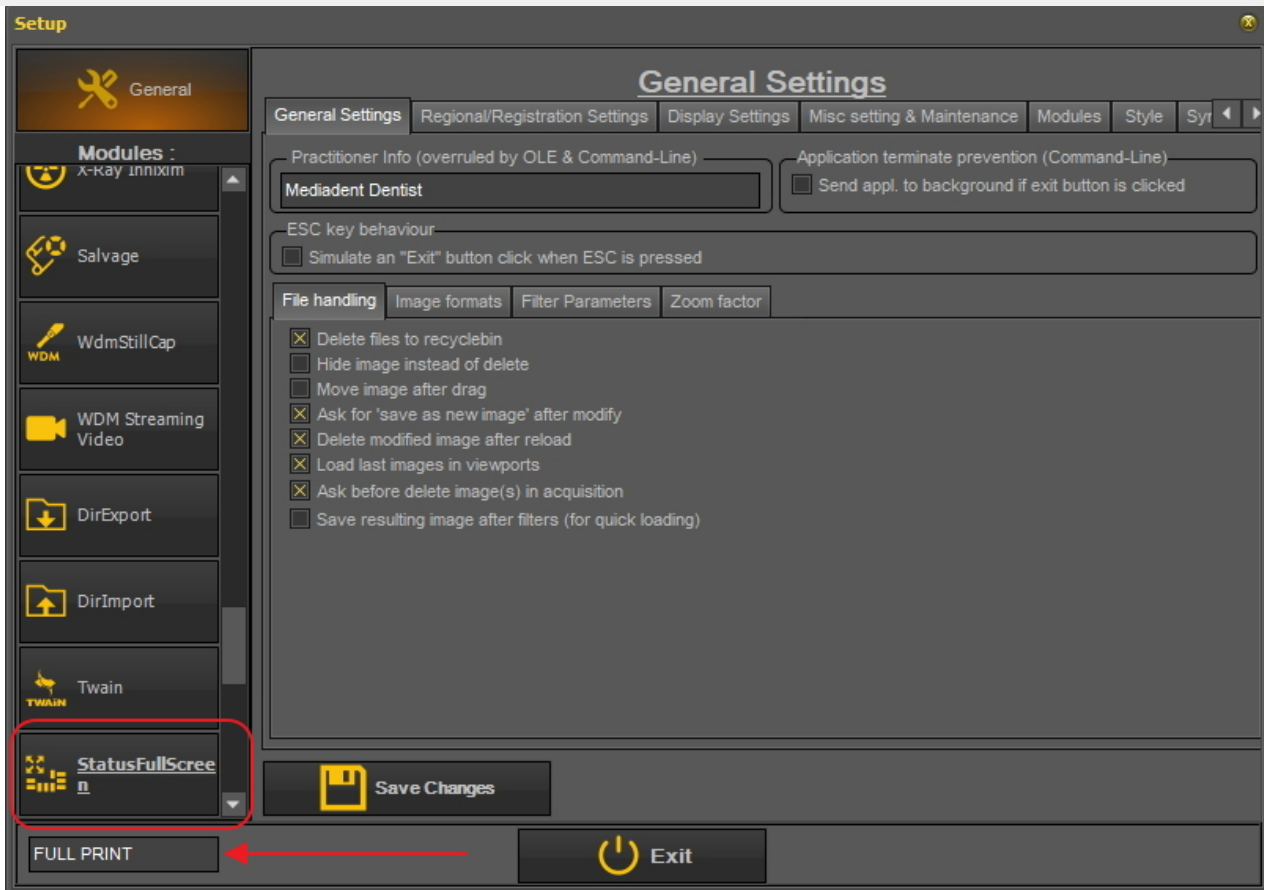 Setup
General
Modules :
X-Ray Innixim
Salvage
WDM
WdmStillCap
WDM Streaming
Video
DirExport
DirImport
TWAIN
Twain
StatusFullScree
n
FULL PRINT
General Settings
General Settings
Regional/Registration Settings
Display Settings
Misc setting & Maintenance
Modules
Style
Practitioner Info (overruled by OLE & Command-Line)
Mediadent Dentist
Application terminate prevention (Command-Line)
Send appl. to background if exit button is clicked
ESC key behaviour
Simulate an "Exit" button click when ESC is pressed
File handling
Image formats
Filter Parameters
Zoom factor
Delete files to recyclebin
Hide image instead of delete
Move image after drag
Ask for 'save as new image' after modify
Delete modified image after reload
Load last images in viewports
Ask before delete image(s) in acquisition
Save resulting image after filters (for quick loading)
Save Changes
Exit